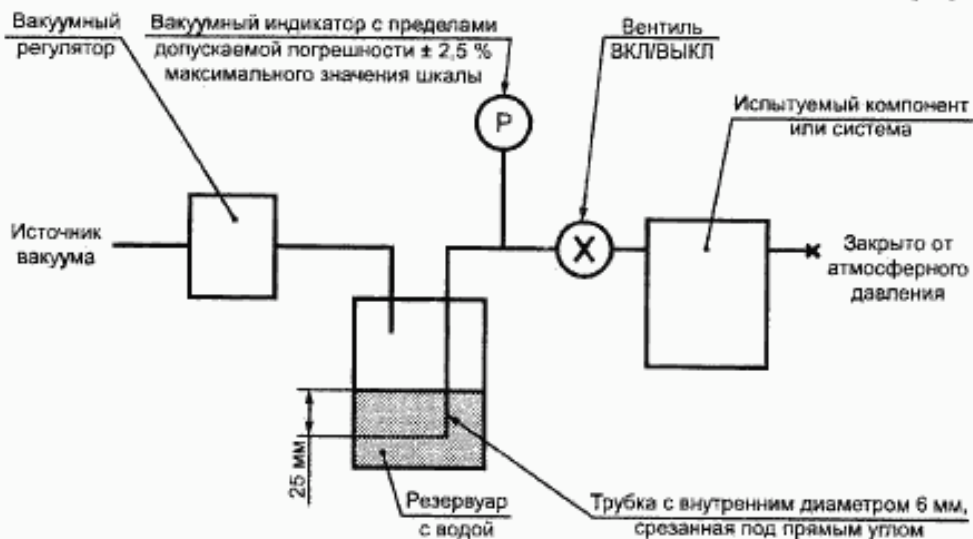 Вакуумный
регулятор
Вакуумный индикатор с пределами
допускаемой погрешности ± 2,5 %
максимального значения шкалы
Вентиль
ВКЛ/ВЫКЛ
P
Испытуемый компонент
или система
Источник
вакуума
X
Закрыто от
атмосферного
давления
25 мм
Резервуар
с водой
Трубка с внутренним диаметром 6 мм,
срезанная под прямым углом